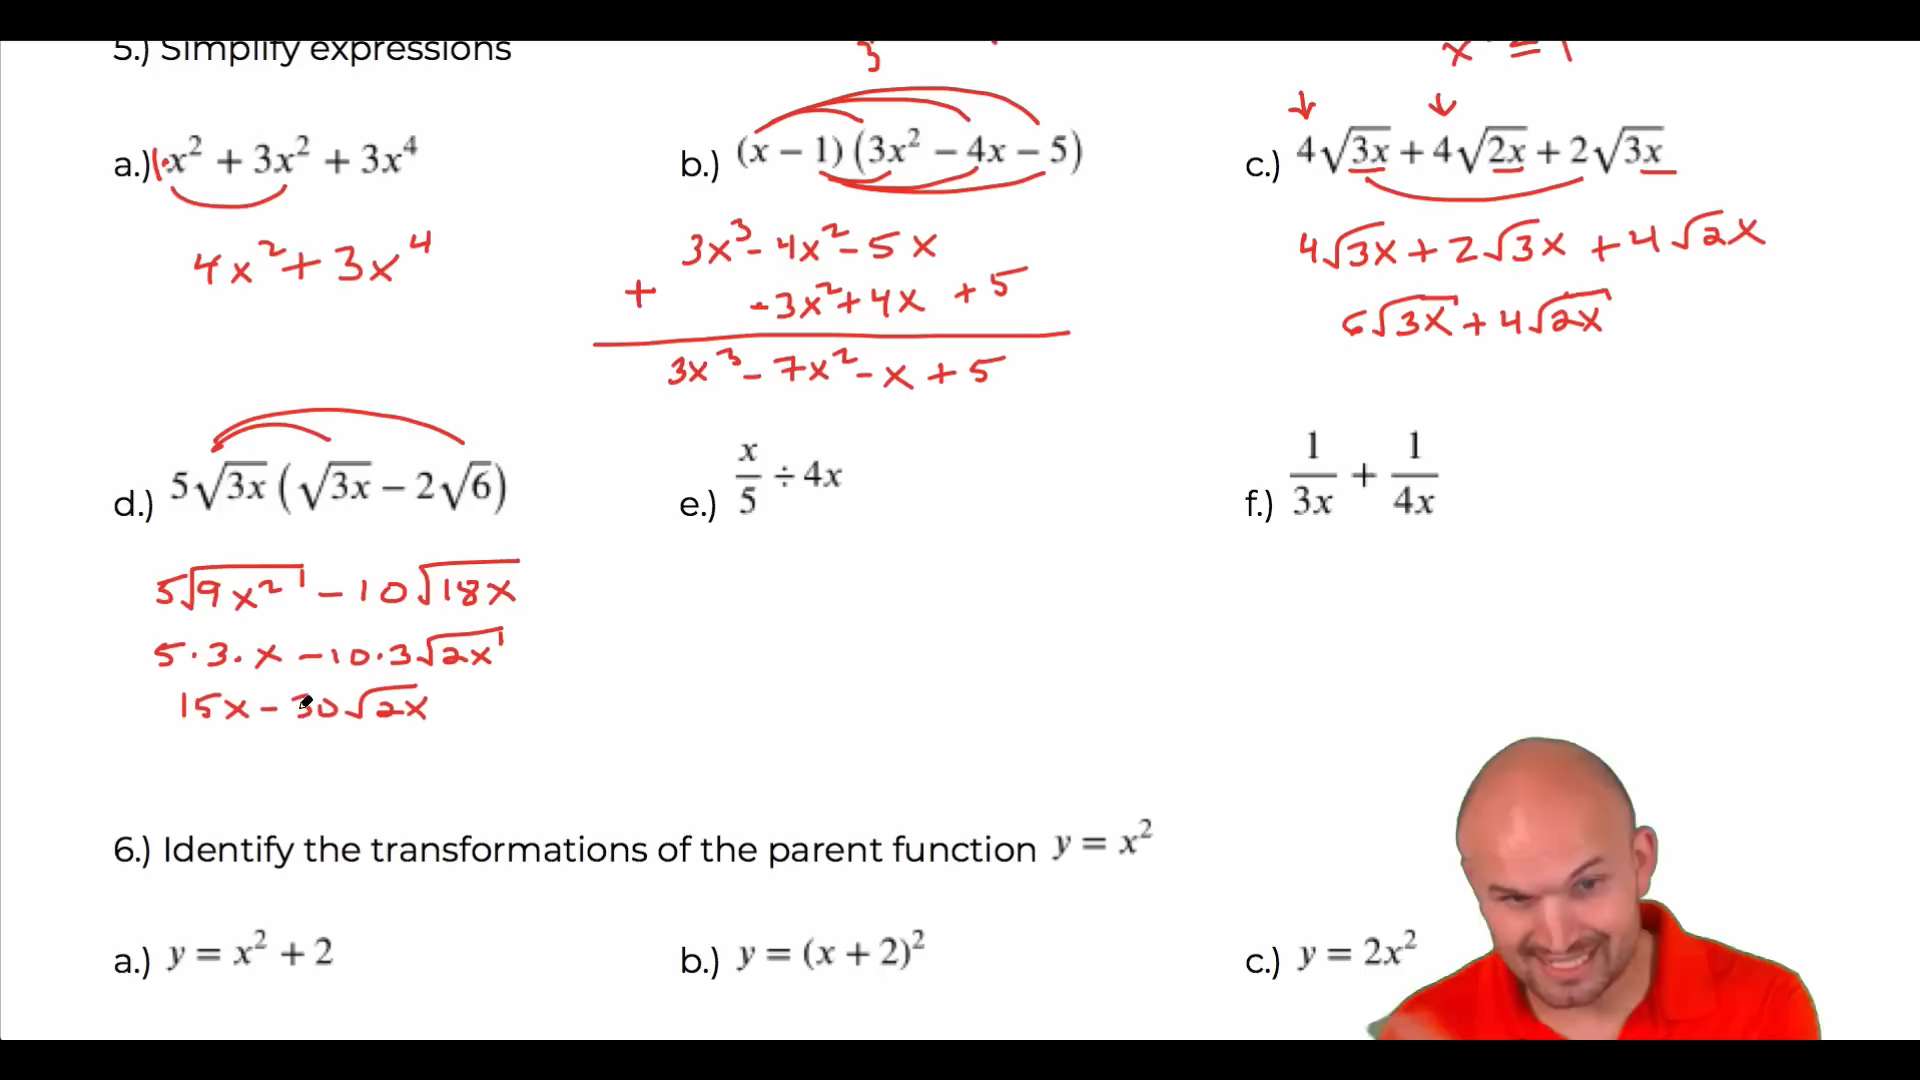 5.) Simplify expressions
3
x = 1
a.) 1·x² + 3x² + 3x⁴
4x² + 3x⁴
b.) (x − 1)(3x² − 4x − 5)
3x³ - 4x² - 5x
+ -3x² + 4x + 5
3x³ - 7x² - x + 5
c.) 4√3x + 4√2x + 2√3x
4√3x + 2√3x + 4√2x
6√3x + 4√2x
d.) 5√3x (√3x − 2√6)
5√9x² - 10√18x
5·3·x - 10·3√2x
15x - 30√2x
e.) x/5 ÷ 4x
f.) 1/3x + 1/4x
6.) Identify the transformations of the parent function y = x²
a.) y = x² + 2
b.) y = (x + 2)²
c.) y = 2x²